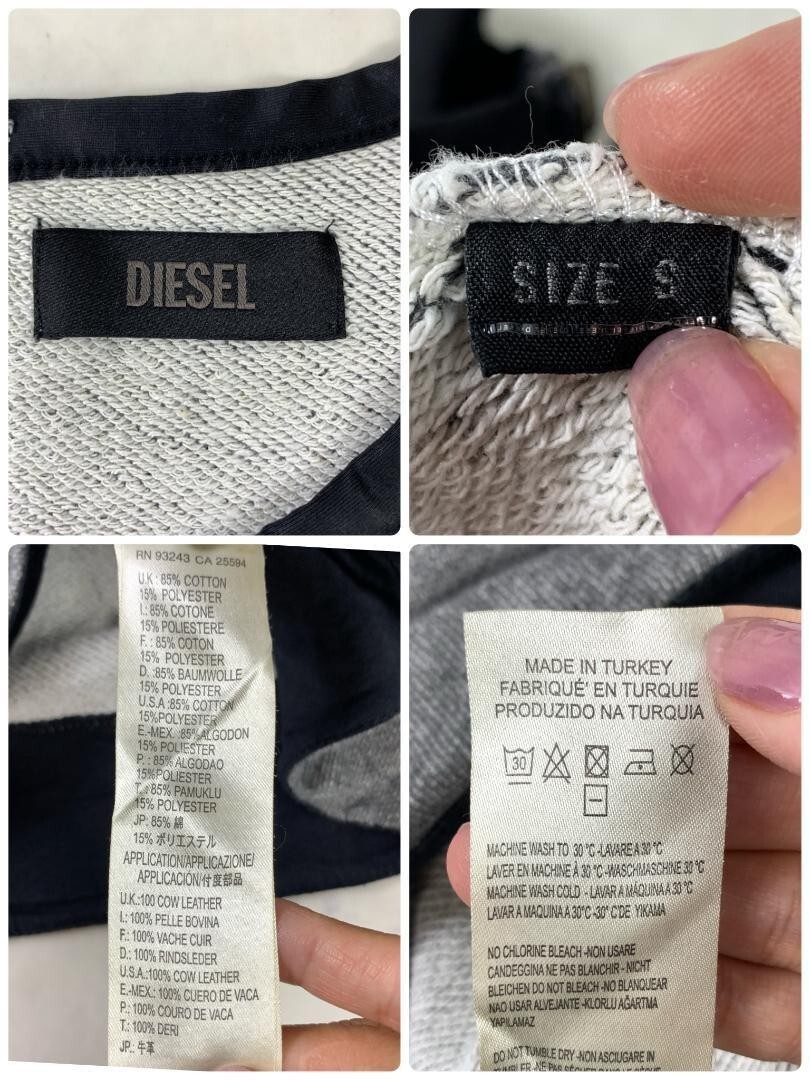 DIESEL
SIZE S
RN 93243 CA 25594
U.K.: 85% COTTON
15% POLYESTER
I.: 85% COTONE
15% POLIESTERE
F. : 85% COTON
15% POLYESTER
D. :85% BAUMWOLLE
15% POLYESTER
U.S.A :85% COTTON
15%POLYESTER
E.-MEX. :85%ALGODON
15% POLIESTER
P. : 85% ALGODAO
15%POLIESTER
T. : 85% PAMUKLU
15% POLYESTER
JP: 85% 綿
15% ポリエステル
APPLICATION/APPLICAZIONE/
APPLICACIÓN/付度部品
U.K.:100 COW LEATHER
I.: 100% PELLE BOVINA
F.: 100% VACHE CUIR
D.: 100% RINDSLEDER
U.S.A.:100% COW LEATHER
E.-MEX.: 100% CUERO DE VACA
P.: 100% COURO DE VACA
T.: 100% DERI
JP.: 牛革
MADE IN TURKEY
FABRIQUÉ' EN TURQUIE
PRODUZIDO NA TURQUIA
30
MACHINE WASH TO 30 °C -LAVARE A 30 °C
LAVER EN MACHINE À 30 °C -WASCHMASCHINE 30 °C
MACHINE WASH COLD - LAVAR A MÁQUINA A 30 °C
LAVAR A MAQUINA A 30°C -30° C'DE YIKAMA
NO CHLORINE BLEACH -NON USARE
CANDEGGINA NE PAS BLANCHIR - NICHT
BLEICHEN DO NOT BLEACH -NO BLANQUEAR
NAO USAR ALVEJANTE -KLORLU AĞARTMA
YAPILAMAZ
DO NOT TUMBLE DRY -NON ASCIUGARE IN